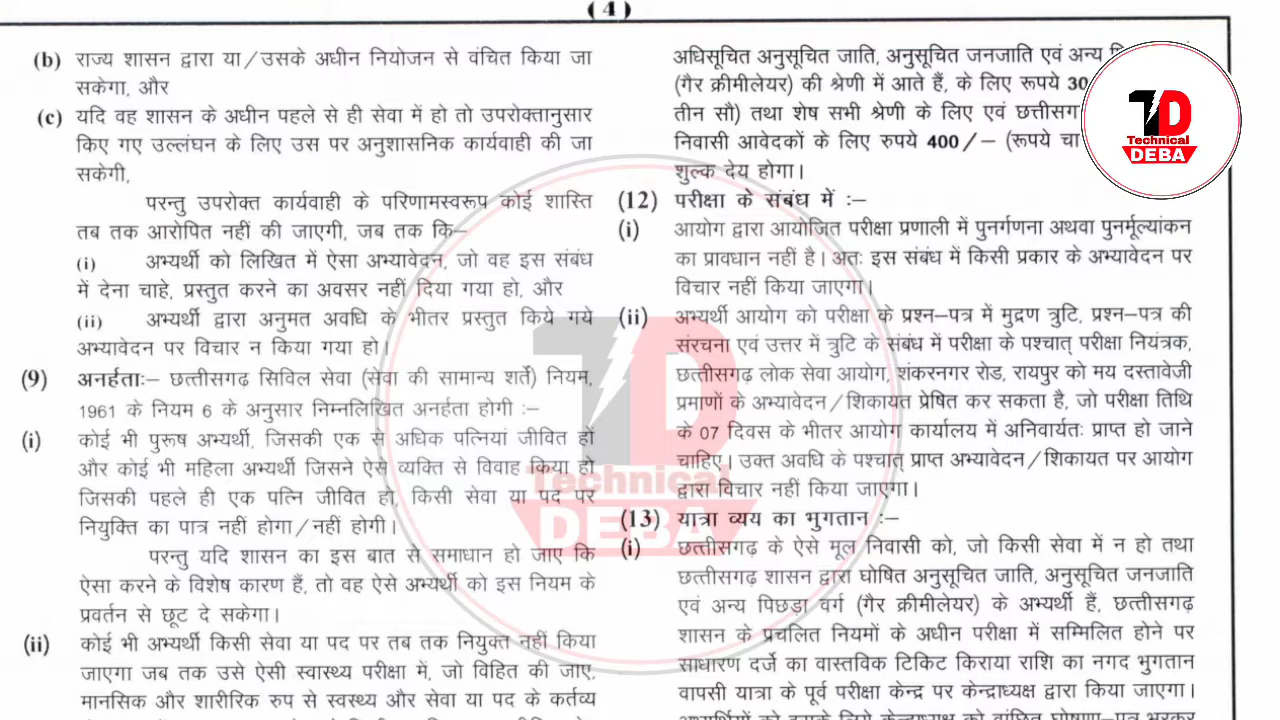 (4)
(b) राज्य शासन द्वारा या/उसके अधीन नियोजन से वंचित किया जा
सकेगा, और
(c) यदि वह शासन के अधीन पहले से ही सेवा में हो तो उपरोक्तानुसार
किए गए उल्लंघन के लिए उस पर अनुशासनिक कार्यवाही की जा
सकेगी,
परन्तु उपरोक्त कार्यवाही के परिणामस्वरूप कोई शास्ति
तब तक आरोपित नहीं की जाएगी, जब तक कि–
(i) अभ्यर्थी को लिखित में ऐसा अभ्यावेदन, जो वह इस संबंध
में देना चाहे, प्रस्तुत करने का अवसर नहीं दिया गया हो, और
(ii) अभ्यर्थी द्वारा अनुमत अवधि के भीतर प्रस्तुत किये गये
अभ्यावेदन पर विचार न किया गया हो।
(9) अनर्हताः– छत्तीसगढ़ सिविल सेवा (सेवा की सामान्य शर्ते) नियम,
1961 के नियम 6 के अनुसार निम्नलिखित अनर्हता होगी :–
(i) कोई भी पुरूष अभ्यर्थी, जिसकी एक से अधिक पत्नियां जीवित हो
और कोई भी महिला अभ्यर्थी जिसने ऐसे व्यक्ति से विवाह किया हो
जिसकी पहले ही एक पत्नि जीवित हो, किसी सेवा या पद पर
नियुक्ति का पात्र नहीं होगा/नहीं होगी।
परन्तु यदि शासन का इस बात से समाधान हो जाए कि
ऐसा करने के विशेष कारण हैं, तो वह ऐसे अभ्यर्थी को इस नियम के
प्रवर्तन से छूट दे सकेगा।
(ii) कोई भी अभ्यर्थी किसी सेवा या पद पर तब तक नियुक्त नहीं किया
जाएगा जब तक उसे ऐसी स्वास्थ्य परीक्षा में, जो विहित की जाए,
मानसिक और शारीरिक रुप से स्वस्थ्य और सेवा या पद के कर्तव्य
अधिसूचित अनुसूचित जाति, अनुसूचित जनजाति एवं अन्य
(गैर क्रीमीलेयर) की श्रेणी में आते हैं, के लिए रूपये 30
तीन सौ) तथा शेष सभी श्रेणी के लिए एवं
निवासी आवेदकों के लिए रुपये 400/– (रूपये
शुल्क देय होगा।
(12) परीक्षा के संबंध में :–
(i) आयोग द्वारा आयोजित परीक्षा प्रणाली में पुनर्गणना अथवा पुनर्मूल्यांकन
का प्रावधान नहीं है। अतः इस संबंध में किसी प्रकार के अभ्यावेदन पर
विचार नहीं किया जाएगा।
(ii) अभ्यर्थी आयोग को परीक्षा के प्रश्न–पत्र में मुद्रण त्रुटि, प्रश्न–पत्र की
संरचना एवं उत्तर में त्रुटि के संबंध में परीक्षा के पश्चात् परीक्षा नियंत्रक,
छत्तीसगढ़ लोक सेवा आयोग, शंकरनगर रोड, रायपुर को मय दस्तावेजी
प्रमाणों के अभ्यावेदन/शिकायत प्रेषित कर सकता है, जो परीक्षा तिथि
के 07 दिवस के भीतर आयोग कार्यालय में अनिवार्यतः प्राप्त हो जाने
चाहिए। उक्त अवधि के पश्चात् प्राप्त अभ्यावेदन/शिकायत पर आयोग
द्वारा विचार नहीं किया जाएगा।
(13) यात्रा व्यय का भुगतान :–
(i) छत्तीसगढ़ के ऐसे मूल निवासी को, जो किसी सेवा में न हो तथा
छत्तीसगढ़ शासन द्वारा घोषित अनुसूचित जाति, अनुसूचित जनजाति
एवं अन्य पिछड़ा वर्ग (गैर क्रीमीलेयर) के अभ्यर्थी हैं, छत्तीसगढ़
शासन के प्रचलित नियमों के अधीन परीक्षा में सम्मिलित होने पर
साधारण दर्जे का वास्तविक टिकिट किराया राशि का नगद भुगतान
वापसी यात्रा के पूर्व परीक्षा केन्द्र पर केन्द्राध्यक्ष द्वारा किया जाएगा।
TD
Technical
DEBA
TD
Technical
DEBA